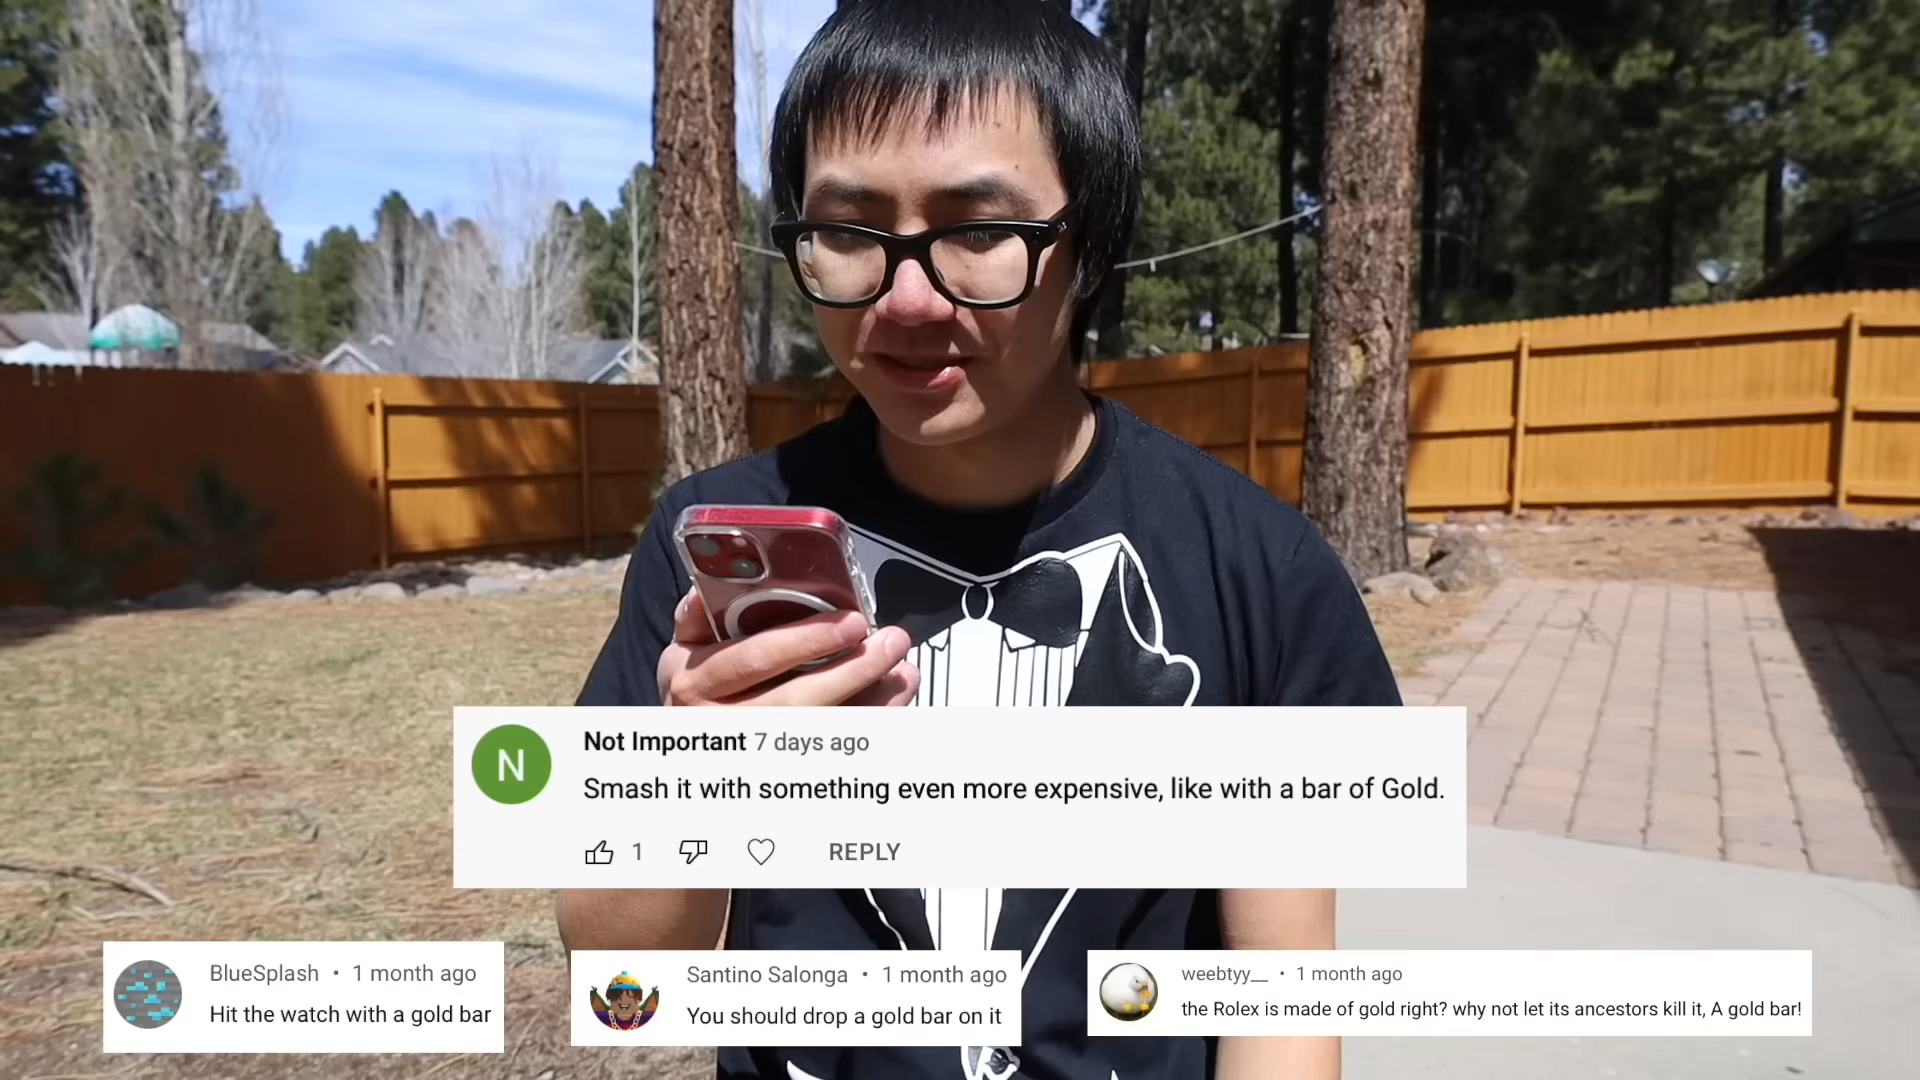 N
Not Important 7 days ago
Smash it with something even more expensive, like with a bar of Gold.
1 REPLY
BlueSplash • 1 month ago
Hit the watch with a gold bar
Santino Salonga • 1 month ago
You should drop a gold bar on it
weebtyy__ • 1 month ago
the Rolex is made of gold right? why not let its ancestors kill it, A gold bar!